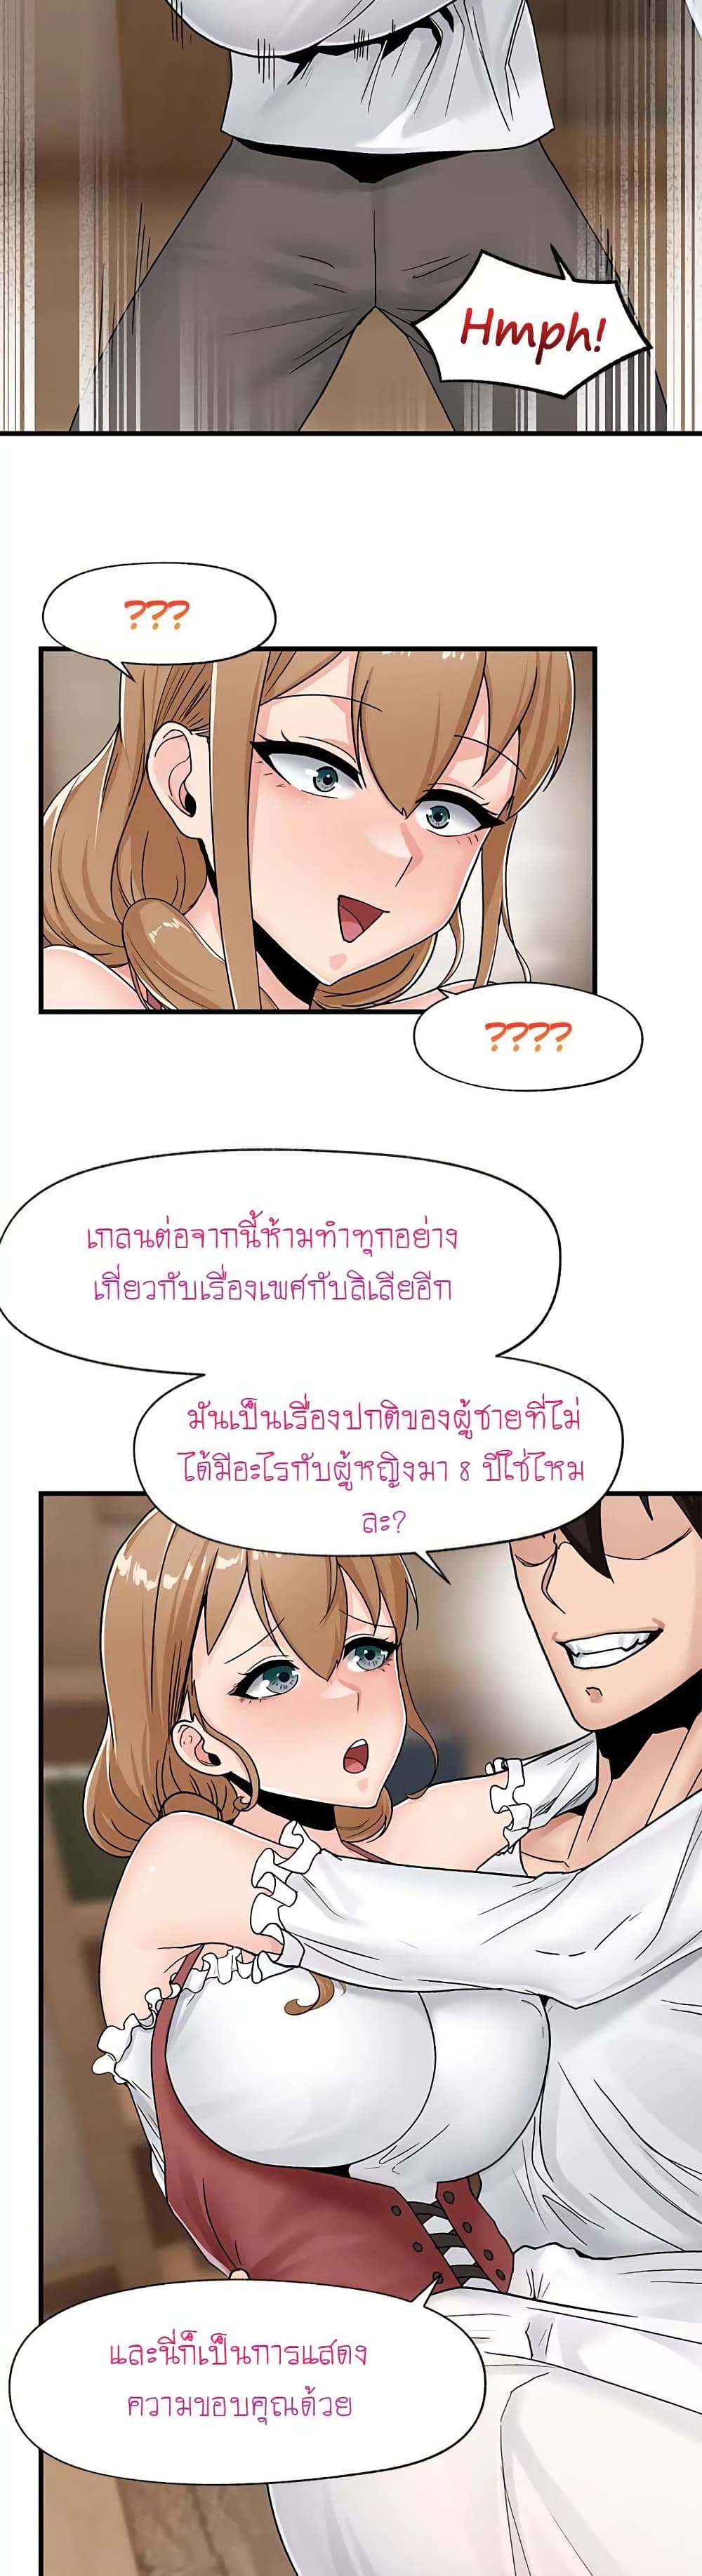 Hmph!
???
????
เกลนต่อจากนี้ห้ามทำทุกอย่าง
เกี่ยวกับเรื่องเพศกับลิเลียอีก
มันเป็นเรื่องปกติของผู้ชายที่ไม่
ได้มีอะไรกับผู้หญิงมา 8 ปีใช่ไหม
ละ?
และนี่ก็เป็นการแสดง
ความขอบคุณด้วย